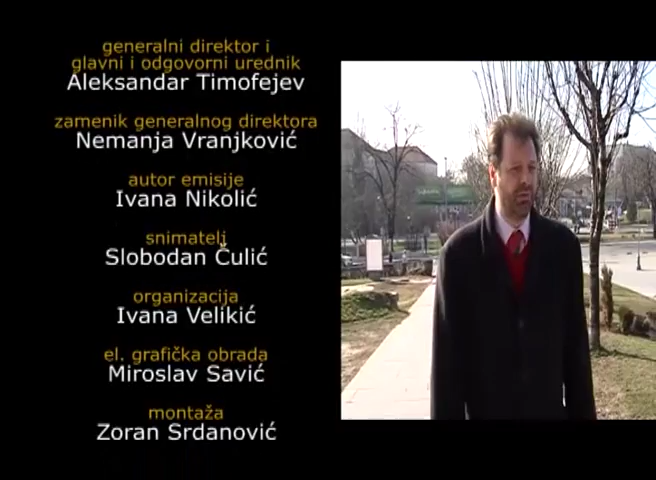 generalni direktor i
glavni i odgovorni urednik
Aleksandar Timofejev
zamenik generalnog direktora
Nemanja Vranjković
autor emisije
Ivana Nikolić
snimatelj
Slobodan Čulić
organizacija
Ivana Velikić
el. grafička obrada
Miroslav Savić
montaža
Zoran Srdanović